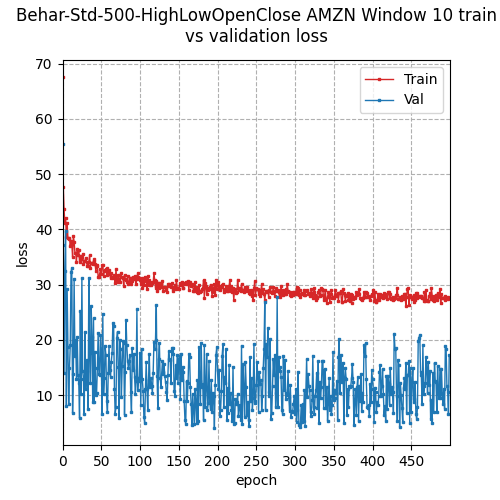 Behar-Std-500-HighLowOpenClose AMZN Window 10 train
vs validation loss
Train
Val
loss
70
60
50
40
30
20
10
0 50 100 150 200 250 300 350 400 450
epoch